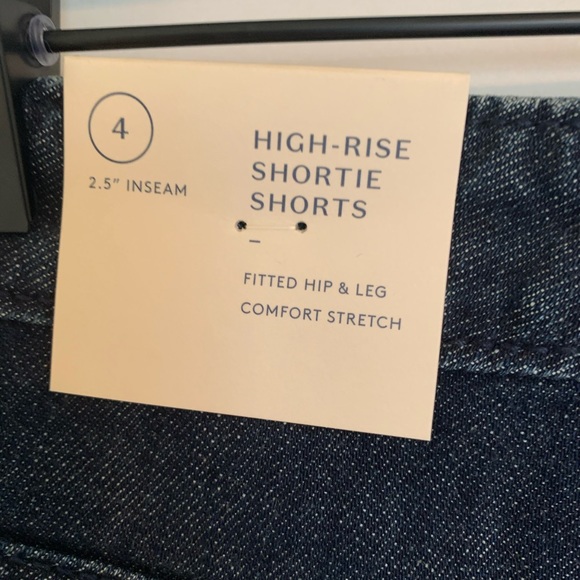 4
2.5" INSEAM
HIGH-RISE
SHORTIE
SHORTS
–
FITTED HIP & LEG
COMFORT STRETCH